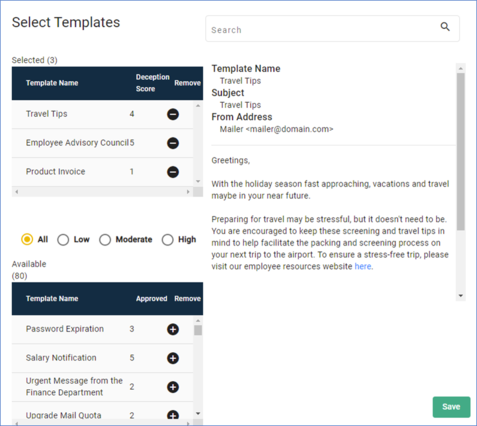 Select Templates
Search
Selected (3)
Template Name Deception Score Remove
Travel Tips 4
Employee Advisory Council 5
Product Invoice 1
All Low Moderate High
Available
(80)
Template Name Approved Remove
Password Expiration 3
Salary Notification 5
Urgent Message from the
Finance Department 2
Upgrade Mail Quota 2
Template Name
Travel Tips
Subject
Travel Tips
From Address
Mailer <mailer@domain.com>
Greetings,
With the holiday season fast approaching, vacations and travel
maybe in your near future.
Preparing for travel may be stressful, but it doesn't need to be.
You are encouraged to keep these screening and travel tips in
mind to help facilitate the packing and screening process on
your next trip to the airport. To ensure a stress-free trip, please
visit our employee resources website here.
Save